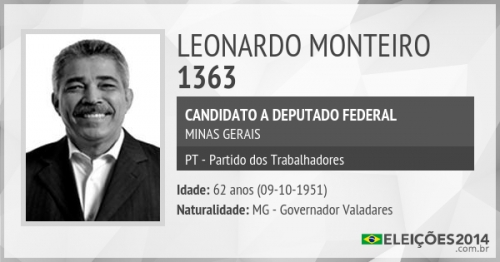 LEONARDO MONTEIRO
1363
CANDIDATO A DEPUTADO FEDERAL
MINAS GERAIS
PT - Partido dos Trabalhadores
Idade: 62 anos (09-10-1951)
Naturalidade: MG - Governador Valadares
ELEIÇÕES2014
.com.br